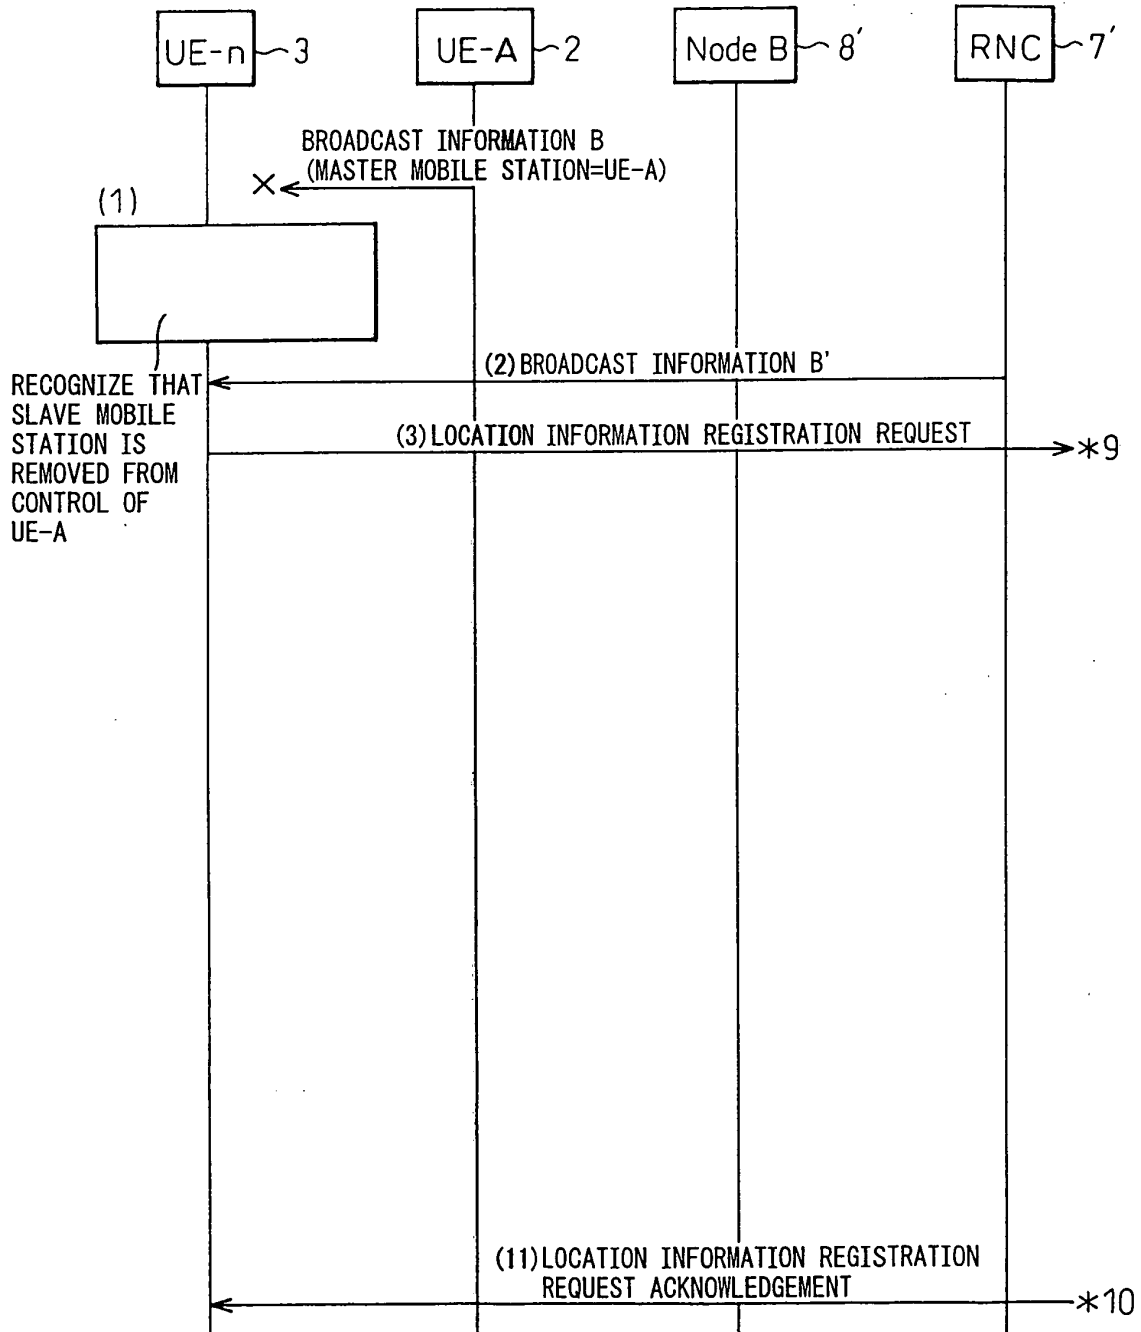 UE-n 3
UE-A 2
Node B 8'
RNC 7'
BROADCAST INFORMATION B
(MASTER MOBILE STATION=UE-A)
(1)
(2) BROADCAST INFORMATION B'
RECOGNIZE THAT
SLAVE MOBILE
STATION IS
REMOVED FROM
CONTROL OF
UE-A
(3) LOCATION INFORMATION REGISTRATION REQUEST
*9
(11) LOCATION INFORMATION REGISTRATION
REQUEST ACKNOWLEDGEMENT
*10